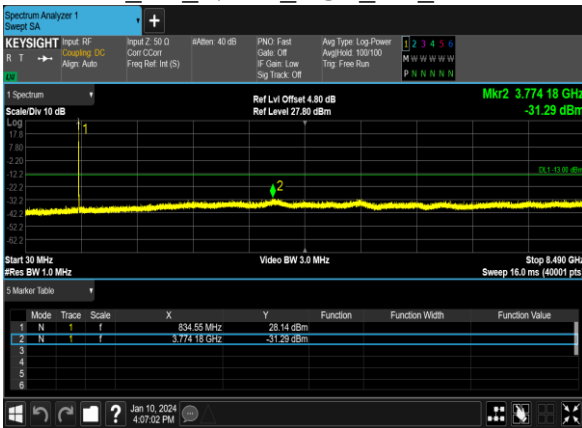 Spectrum Analyzer 1
Swept SA
+
KEYSIGHT Input: RF Input Z: 50 Ω #Atten: 40 dB PNO: Fast Avg Type: Log-Power 1 2 3 4 5 6
R T Coupling: DC Corr CCorr Gate: Off Avg|Hold: 100/100 M W W W W W
Align: Auto Freq Ref: Int (S) IF Gain: Low Trig: Free Run
LW Sig Track: Off P N N N N N
1 Spectrum Ref Lvl Offset 4.80 dB Mkr2 3.774 18 GHz
Scale/Div 10 dB Ref Level 27.80 dBm -31.29 dBm
Log
17.8 1
7.80
-2.20
-12.2 DL1 -13.00 dBm
-22.2 2
-32.2
-42.2
-52.2
-62.2
Start 30 MHz Video BW 3.0 MHz Stop 8.490 GHz
#Res BW 1.0 MHz Sweep 16.0 ms (40001 pts)
5 Marker Table
Mode Trace Scale X Y Function Function Width Function Value
1 N 1 f 834.55 MHz 28.14 dBm
2 N 1 f 3.774 18 GHz -31.29 dBm
3
4
5
6
? Jan 10, 2024
4:07:02 PM